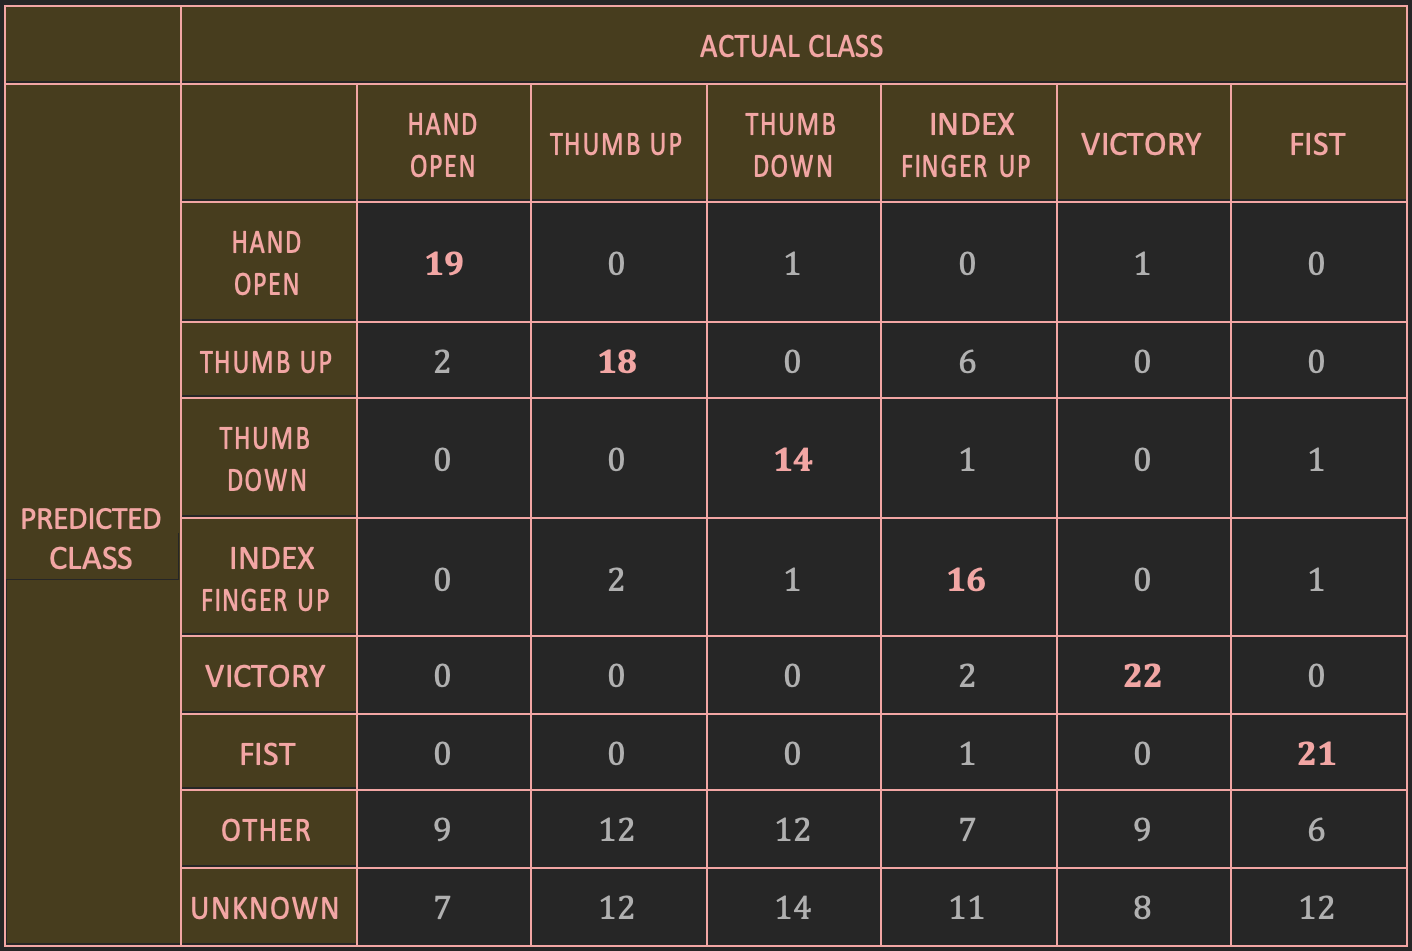 ACTUAL CLASS
HAND OPEN THUMB UP THUMB DOWN INDEX FINGER UP VICTORY FIST
PREDICTED CLASS
HAND OPEN 19 0 1 0 1 0
THUMB UP 2 18 0 6 0 0
THUMB DOWN 0 0 14 1 0 1
INDEX FINGER UP 0 2 1 16 0 1
VICTORY 0 0 0 2 22 0
FIST 0 0 0 1 0 21
OTHER 9 12 12 7 9 6
UNKNOWN 7 12 14 11 8 12